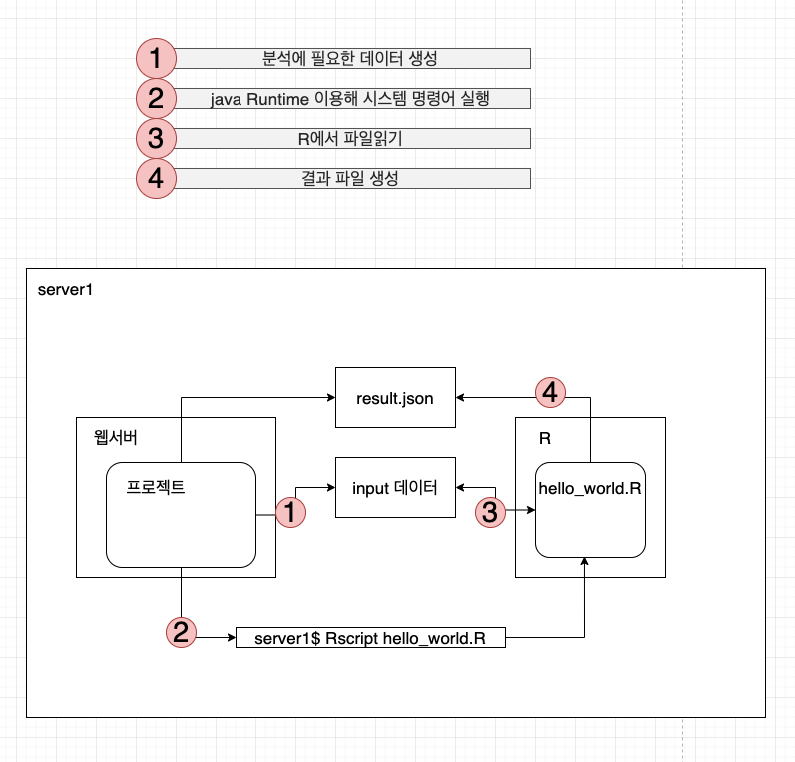 1 분석에 필요한 데이터 생성
2 java Runtime 이용해 시스템 명령어 실행
3 R에서 파일읽기
4 결과 파일 생성
server1
result.json
4
웹서버
R
프로젝트
input 데이터
hello_world.R
1
3
2
server1$ Rscript hello_world.R